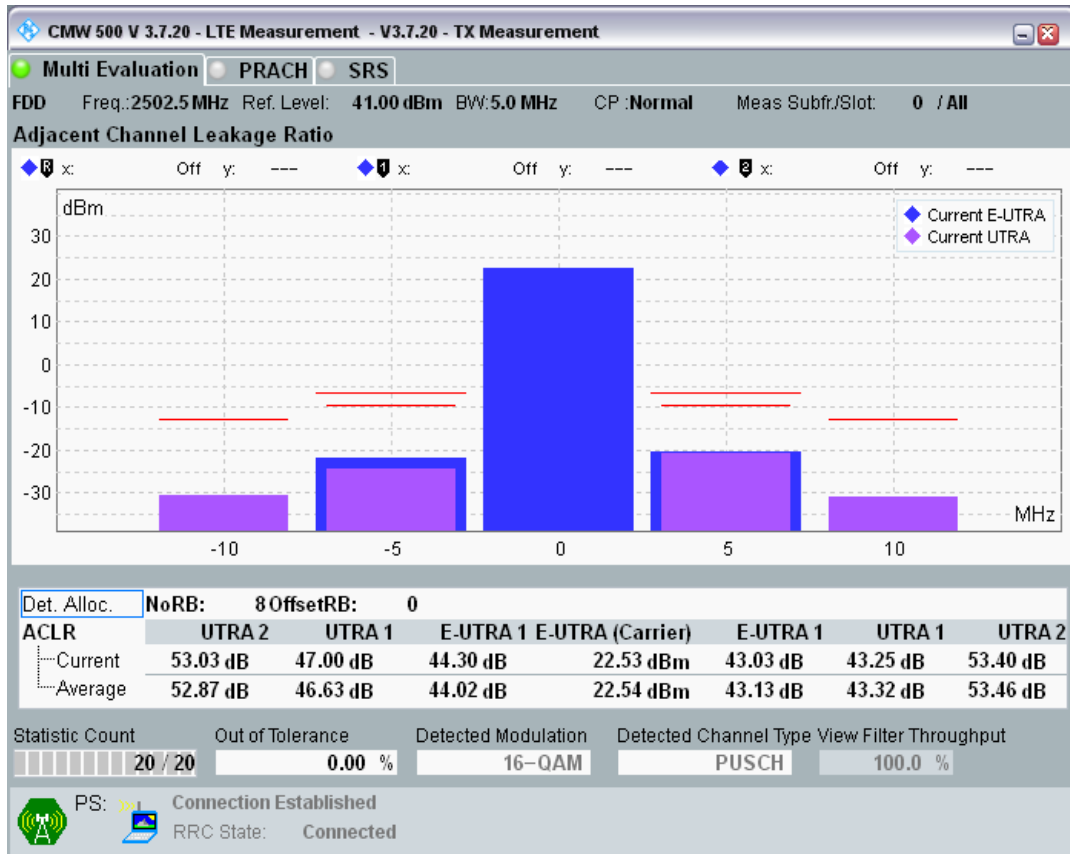 CMW 500 V 3.7.20 - LTE Measurement - V3.7.20 - TX Measurement
Multi Evaluation PRACH SRS
FDD Freq.:2502.5 MHz Ref. Level: 41.00 dBm BW:5.0 MHz CP :Normal Meas Subfr./Slot: 0 / All
Adjacent Channel Leakage Ratio
R x: Off y: --- 1 x: Off y: --- 2 x: Off y: ---
dBm
Current E-UTRA
Current UTRA
30
20
10
0
-10
-20
-30
MHz
-10 -5 0 5 10
Det. Alloc. NoRB: 8 OffsetRB: 0
ACLR UTRA 2 UTRA 1 E-UTRA 1 E-UTRA (Carrier) E-UTRA 1 UTRA 1 UTRA 2
Current 53.03 dB 47.00 dB 44.30 dB 22.53 dBm 43.03 dB 43.25 dB 53.40 dB
Average 52.87 dB 46.63 dB 44.02 dB 22.54 dBm 43.13 dB 43.32 dB 53.46 dB
Statistic Count Out of Tolerance Detected Modulation Detected Channel Type View Filter Throughput
20 / 20 0.00 % 16-QAM PUSCH 100.0 %
PS: Connection Established
RRC State: Connected